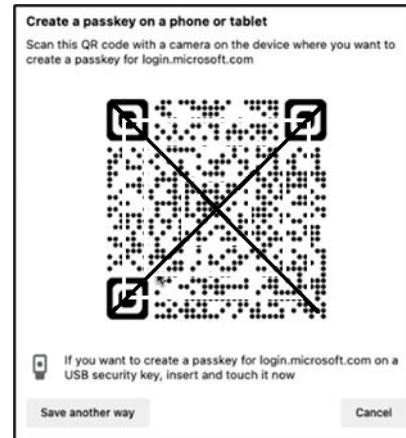 Create a passkey on a phone or tablet
Scan this QR code with a camera on the device where you want to
create a passkey for login.microsoft.com
If you want to create a passkey for login.microsoft.com on a
USB security key, insert and touch it now
Save another way
Cancel